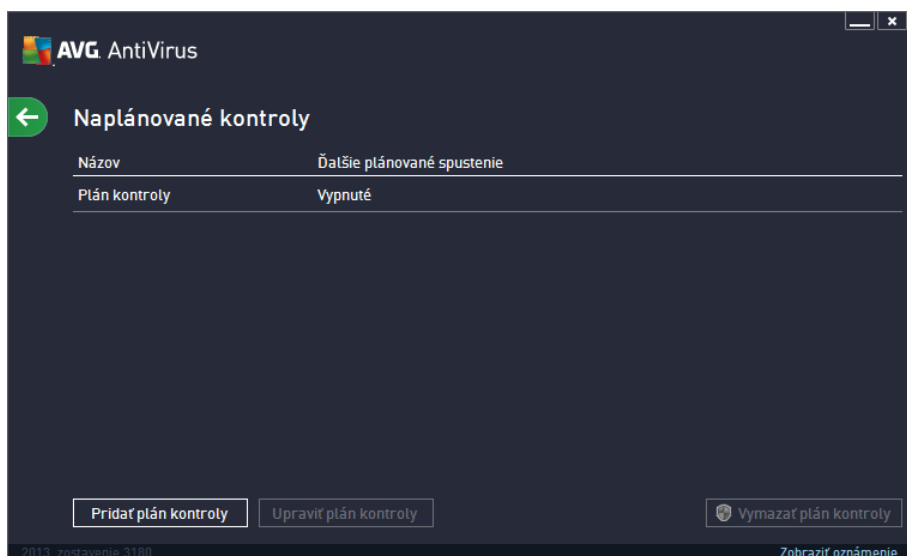 AVG. AntiVirus
Naplánované kontroly
Názov Ďalšie plánované spustenie
Plán kontroly Vypnuté
Pridať plán kontroly Upraviť plán kontroly Vymazať plán kontroly
2013 zostavenie 3180 Zobraziť oznámenie